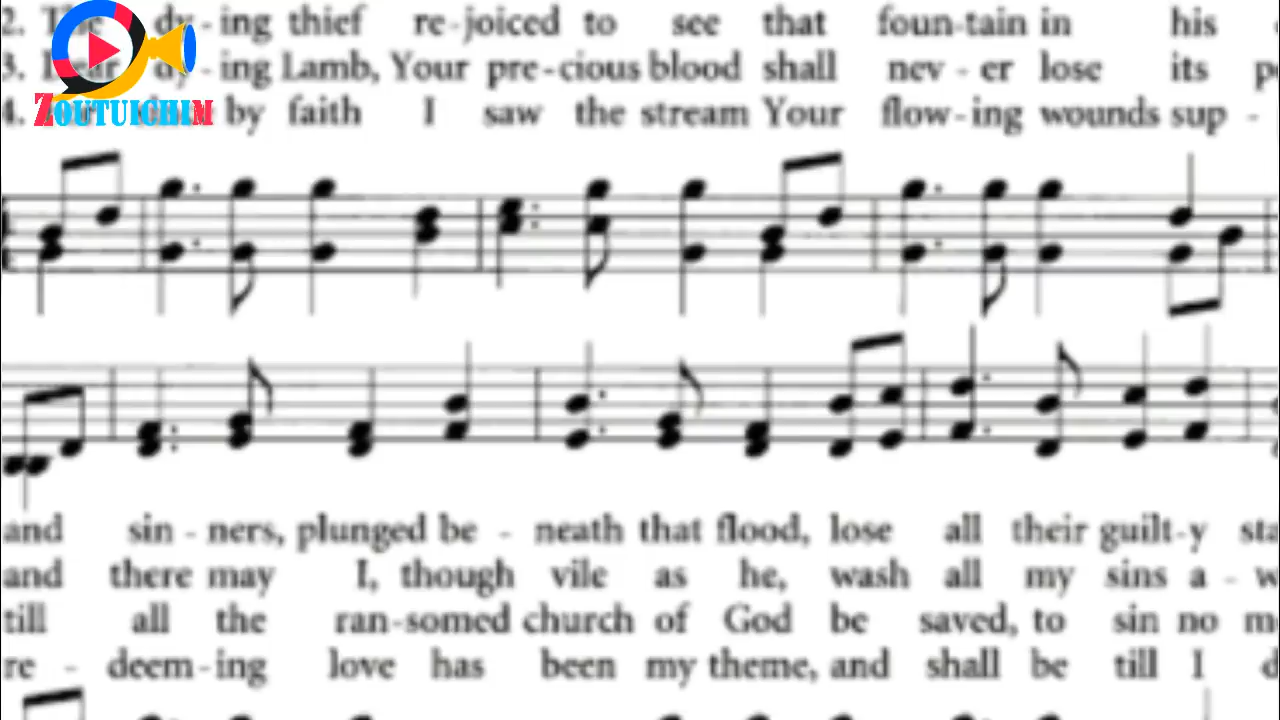 2. dy-ing thief re-joiced to see that foun-tain in his
3. dy-ing Lamb, Your pre-cious blood shall nev-er lose its
4. by faith I saw the stream Your flow-ing wounds sup-
ZOUTUICHIM
and sin-ners, plunged be-neath that flood, lose all their guilt-y
and there may I, though vile as he, wash all my sins a-
till all the ran-somed church of God be saved, to sin no
re-deem-ing love has been my theme, and shall be till I